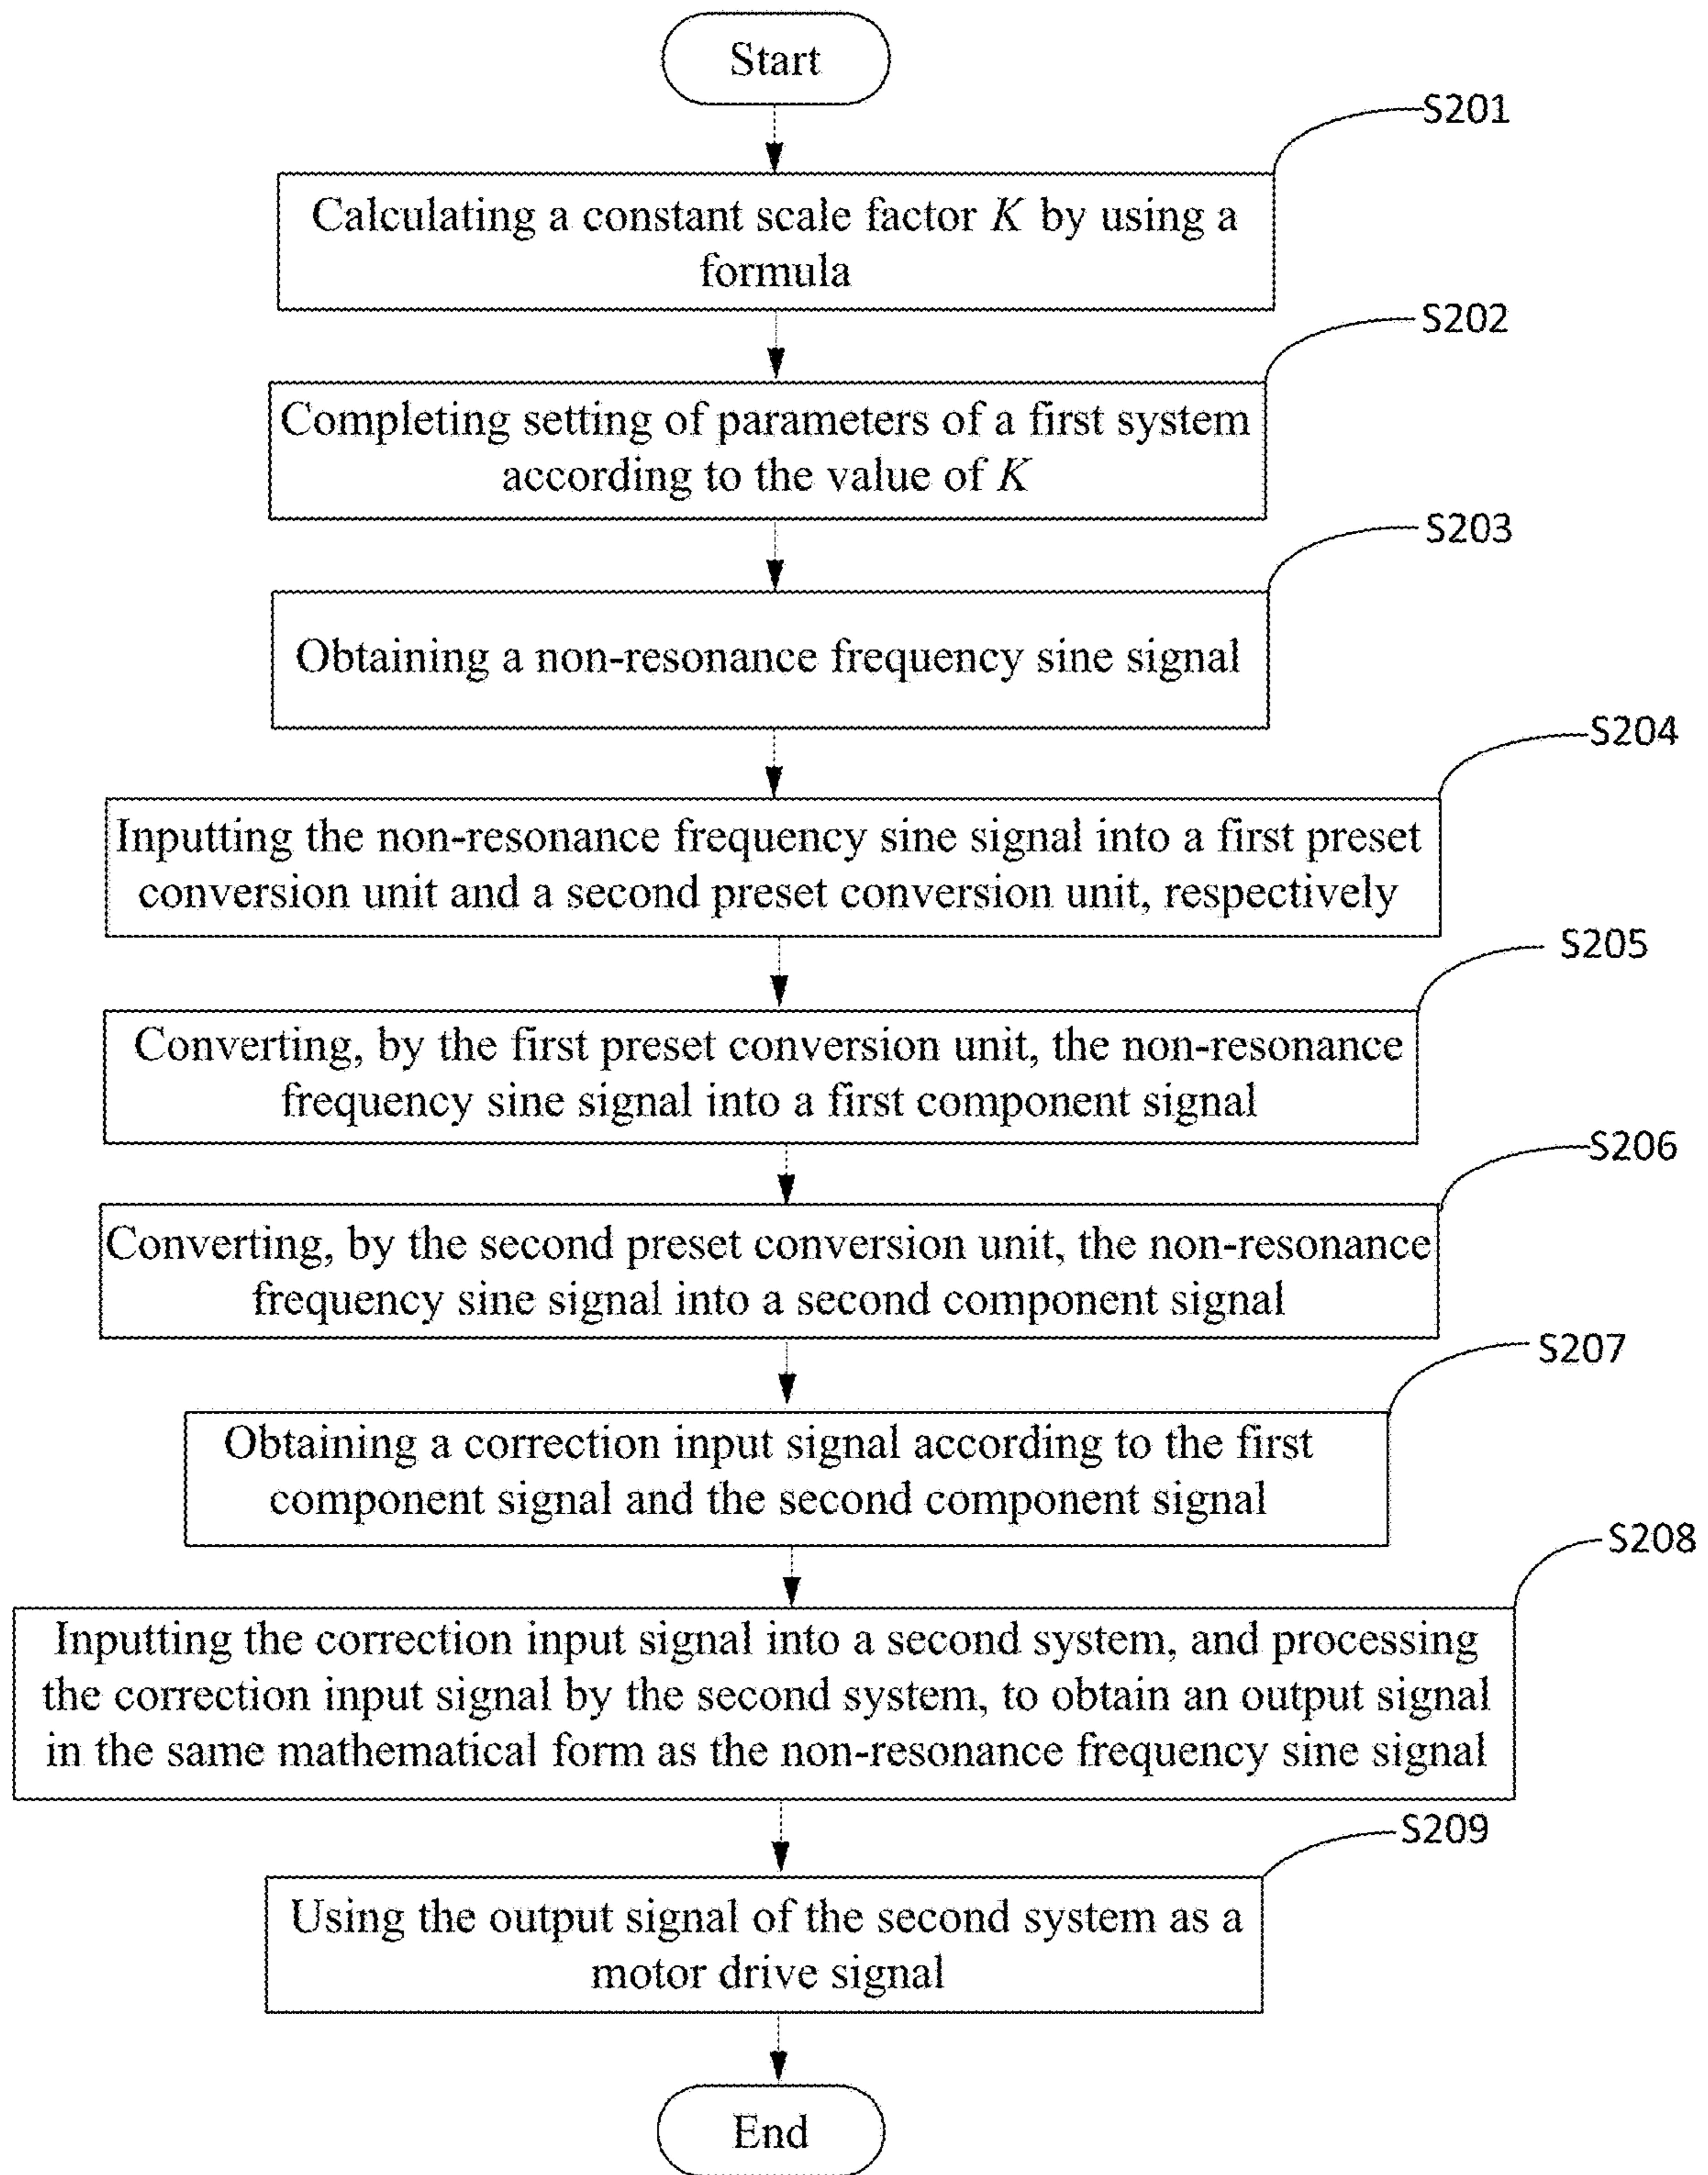 Start
S201
Calculating a constant scale factor K by using a
formula
S202
Completing setting of parameters of a first system
according to the value of K
S203
Obtaining a non-resonance frequency sine signal
S204
Inputting the non-resonance frequency sine signal into a first preset
conversion unit and a second preset conversion unit, respectively
S205
Converting, by the first preset conversion unit, the non-resonance
frequency sine signal into a first component signal
S206
Converting, by the second preset conversion unit, the non-resonance
frequency sine signal into a second component signal
S207
Obtaining a correction input signal according to the first
component signal and the second component signal
S208
Inputting the correction input signal into a second system, and processing
the correction input signal by the second system, to obtain an output signal
in the same mathematical form as the non-resonance frequency sine signal
S209
Using the output signal of the second system as a
motor drive signal
End